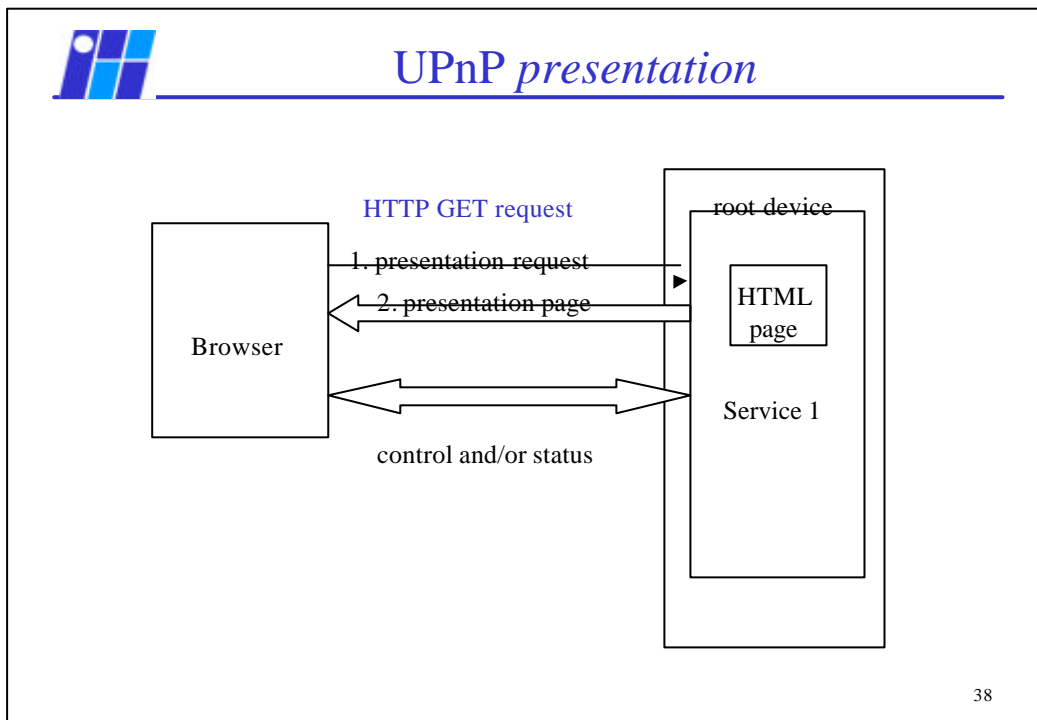 UPnP presentation
HTTP GET request
root device
1. presentation request
2. presentation page
HTML
page
Browser
Service 1
control and/or status
38